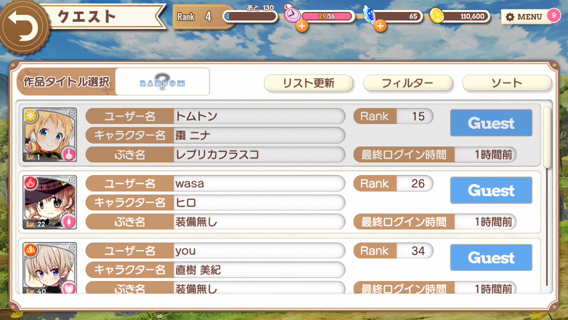 クエスト
Rank 4
あと 130
29/16
65
110,600
MENU 9
作品タイトル選択
RANDOM
?
リスト更新
フィルター
ソート
ユーザー名 トムトン
Rank 15
Guest
キャラクター名 棗 ニナ
ぶき名 レプリカフラスコ
最終ログイン時間 1時間前
Lv. 1
ユーザー名 wasa
Rank 26
Guest
キャラクター名 ヒロ
ぶき名 装備無し
最終ログイン時間 1時間前
Lv. 22
ユーザー名 you
Rank 34
Guest
キャラクター名 直樹 美紀
ぶき名 装備無し
最終ログイン時間 1時間前
Lv. 40